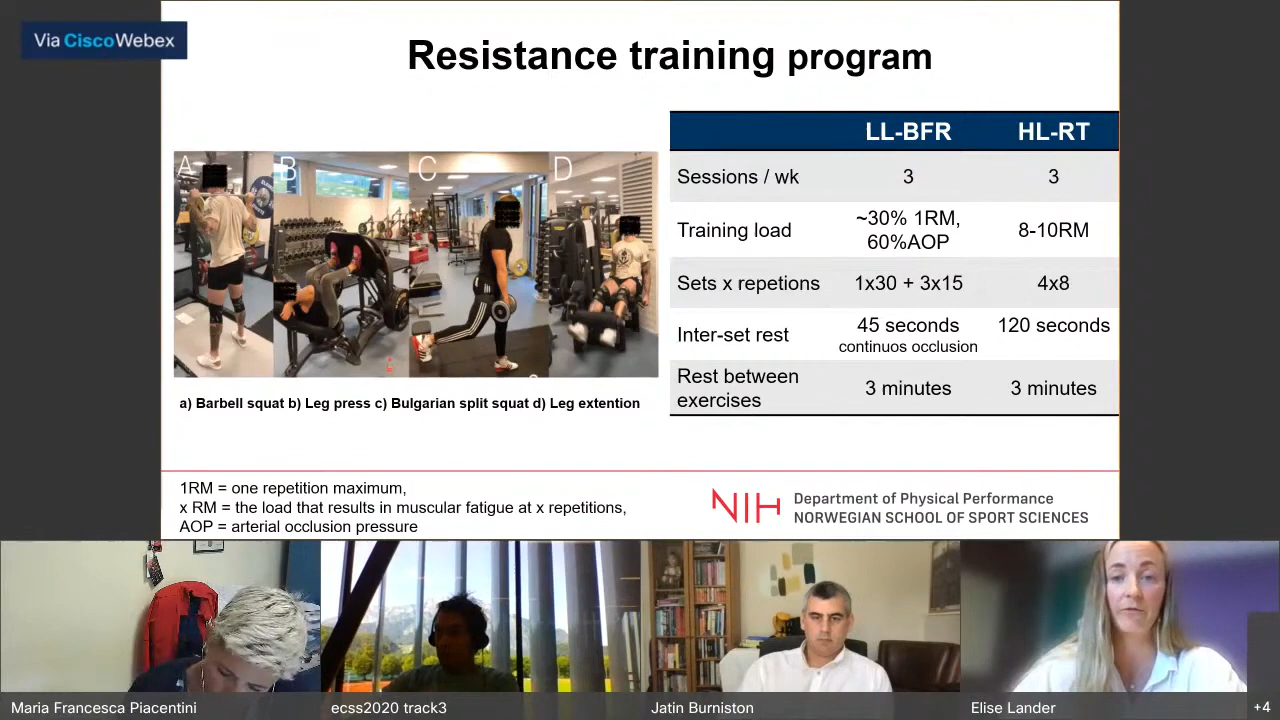 Via Cisco Webex
Resistance training program
A B C D
a) Barbell squat b) Leg press c) Bulgarian split squat d) Leg extention
LL-BFR HL-RT
Sessions / wk 3 3
Training load ~30% 1RM, 60%AOP 8-10RM
Sets x repetions 1x30 + 3x15 4x8
Inter-set rest 45 seconds continuos occlusion 120 seconds
Rest between exercises 3 minutes 3 minutes
1RM = one repetition maximum,
x RM = the load that results in muscular fatigue at x repetitions,
AOP = arterial occlusion pressure
NIH
Department of Physical Performance
NORWEGIAN SCHOOL OF SPORT SCIENCES
Maria Francesca Piacentini
ecss2020 track3
Jatin Burniston
Elise Lander
+4